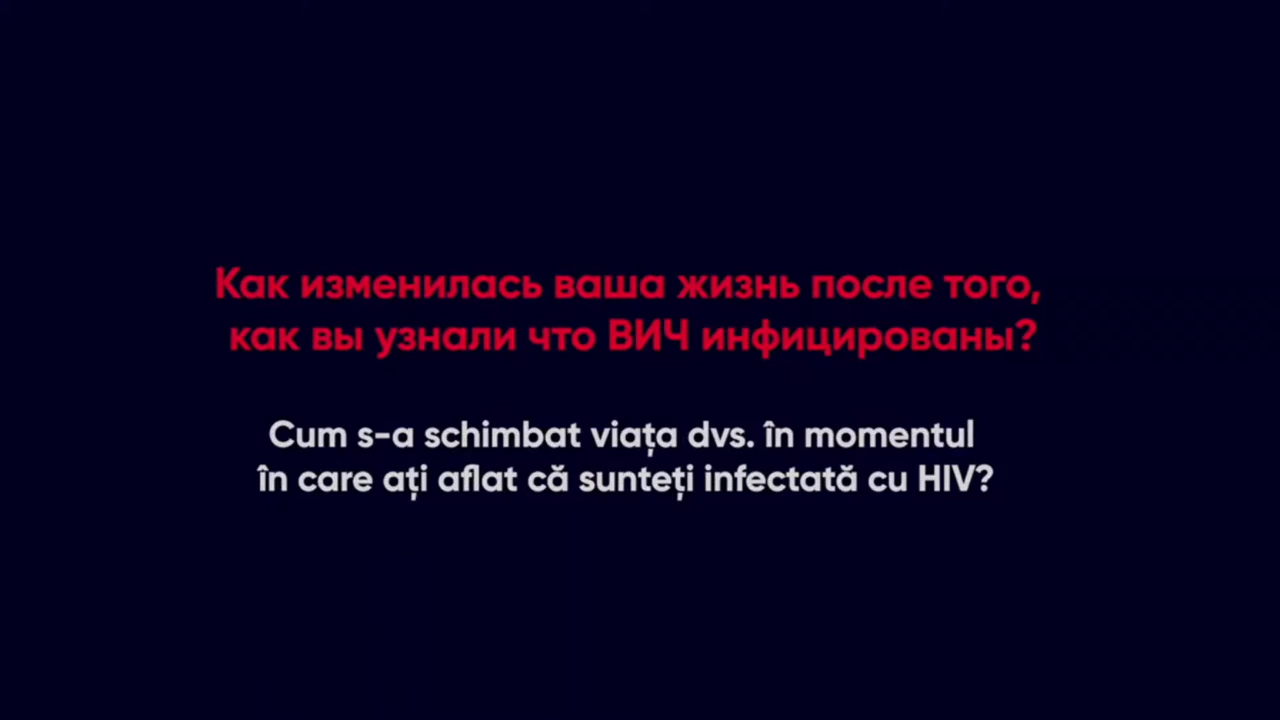 Как изменилась ваша жизнь после того,
как вы узнали что ВИЧ инфицированы?
Cum s-a schimbat viața dvs. în momentul
în care ați aflat că sunteți infectată cu HIV?